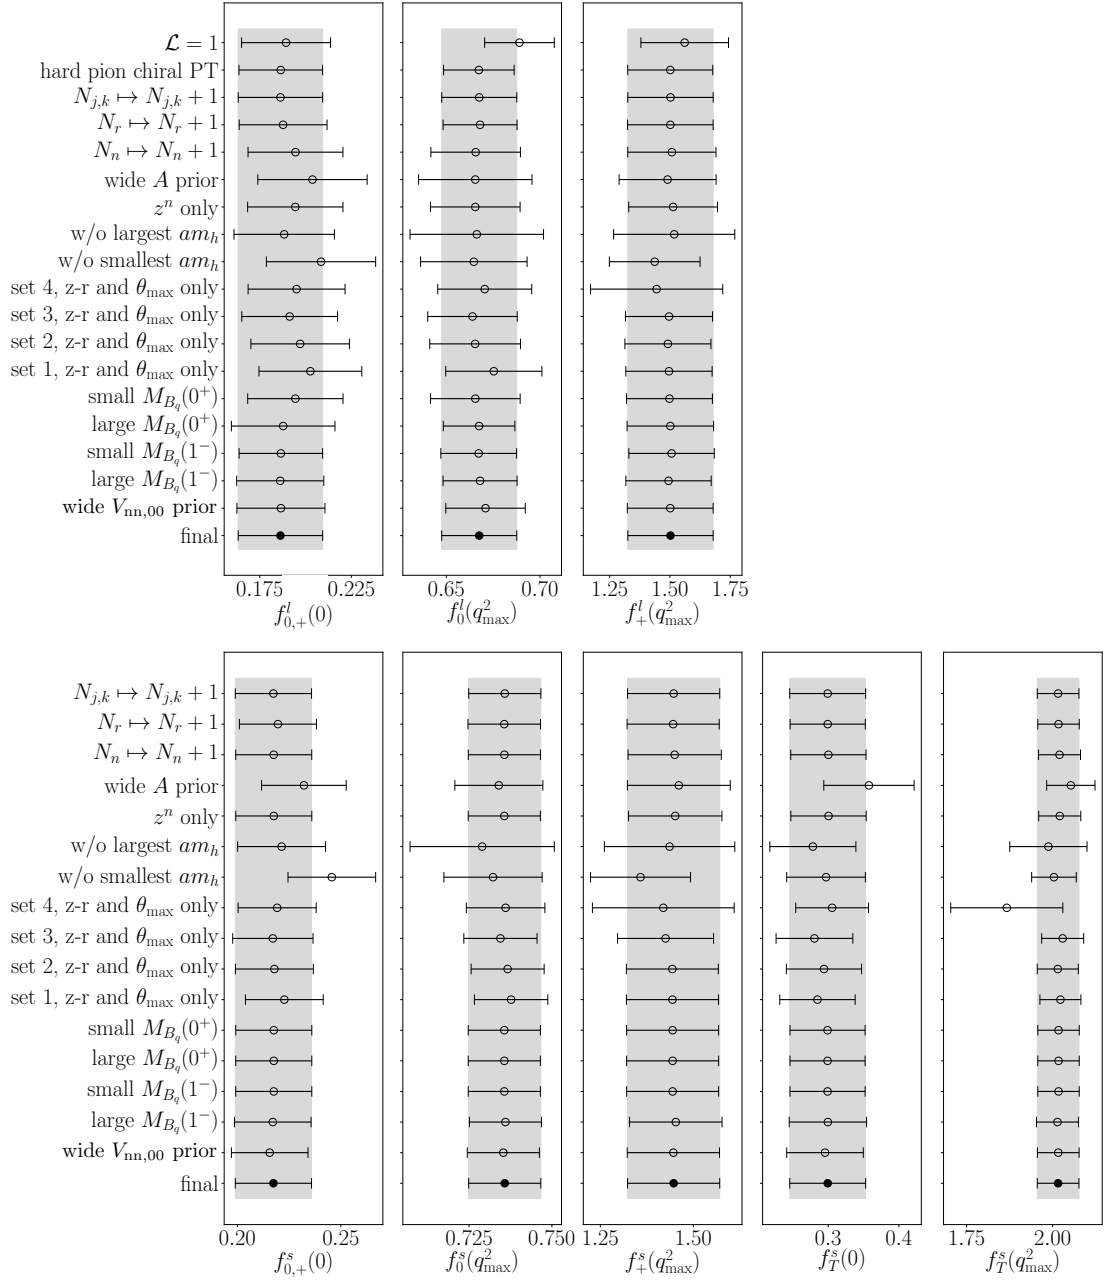 𝓛 = 1
hard pion chiral PT
N_{j,k} ↦ N_{j,k} + 1
N_r ↦ N_r + 1
N_n ↦ N_n + 1
wide A prior
z^n only
w/o largest am_h
w/o smallest am_h
set 4, z-r and θ_max only
set 3, z-r and θ_max only
set 2, z-r and θ_max only
set 1, z-r and θ_max only
small M_{B_q}(0^+)
large M_{B_q}(0^+)
small M_{B_q}(1^-)
large M_{B_q}(1^-)
wide V_{nn,00} prior
final
0.175 0.225 0.65 0.70 1.25 1.50 1.75
f^l_{0,+}(0) f^l_0(q^2_max) f^l_+(q^2_max)
N_{j,k} ↦ N_{j,k} + 1
N_r ↦ N_r + 1
N_n ↦ N_n + 1
wide A prior
z^n only
w/o largest am_h
w/o smallest am_h
set 4, z-r and θ_max only
set 3, z-r and θ_max only
set 2, z-r and θ_max only
set 1, z-r and θ_max only
small M_{B_q}(0^+)
large M_{B_q}(0^+)
small M_{B_q}(1^-)
large M_{B_q}(1^-)
wide V_{nn,00} prior
final
0.20 0.25 0.725 0.750 1.25 1.50 0.3 0.4 1.75 2.00
f^s_{0,+}(0) f^s_0(q^2_max) f^s_+(q^2_max) f^s_T(0) f^s_T(q^2_max)